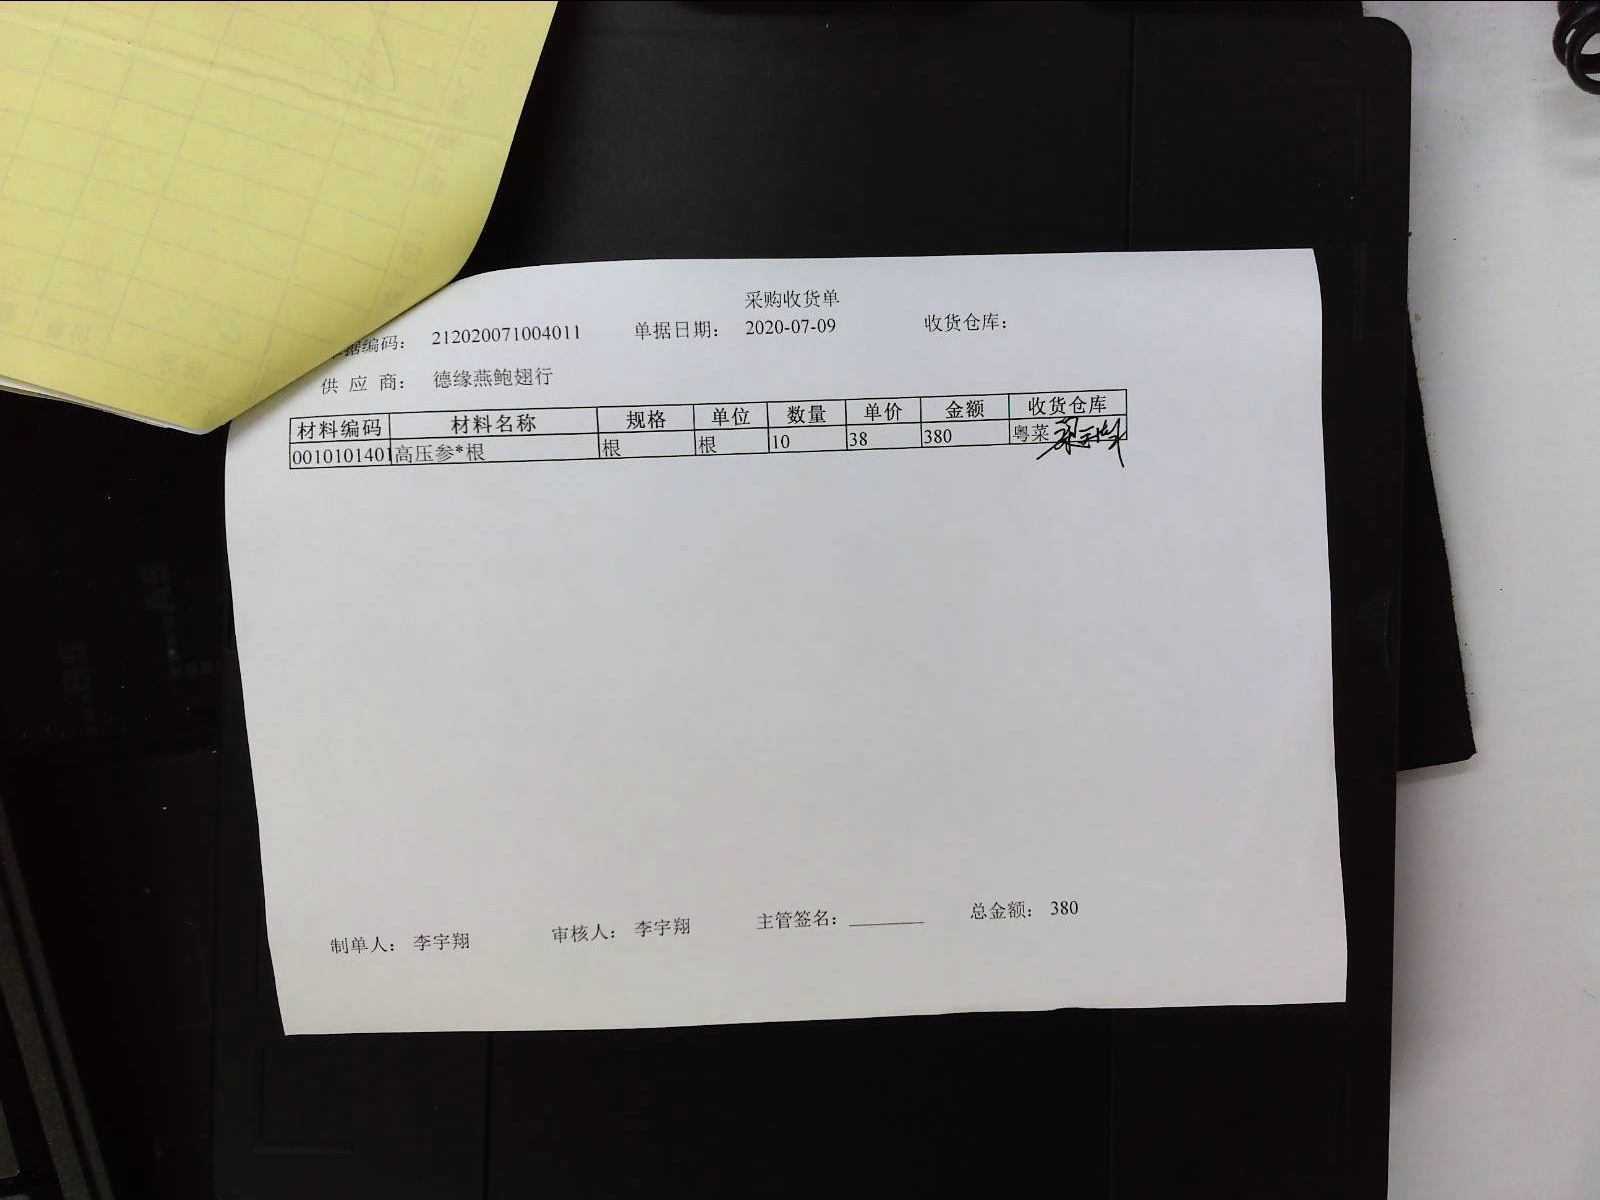 采购收货单
单据编码: 212020071004011 单据日期: 2020-07-09 收货仓库:
供 应 商: 德缘燕鲍翅行
材料编码 材料名称 规格 单位 数量 单价 金额 收货仓库
0010101401 高压参*根 根 根 10 38 380 粤菜
制单人: 李宇翔 审核人: 李宇翔 主管签名: ________ 总金额: 380